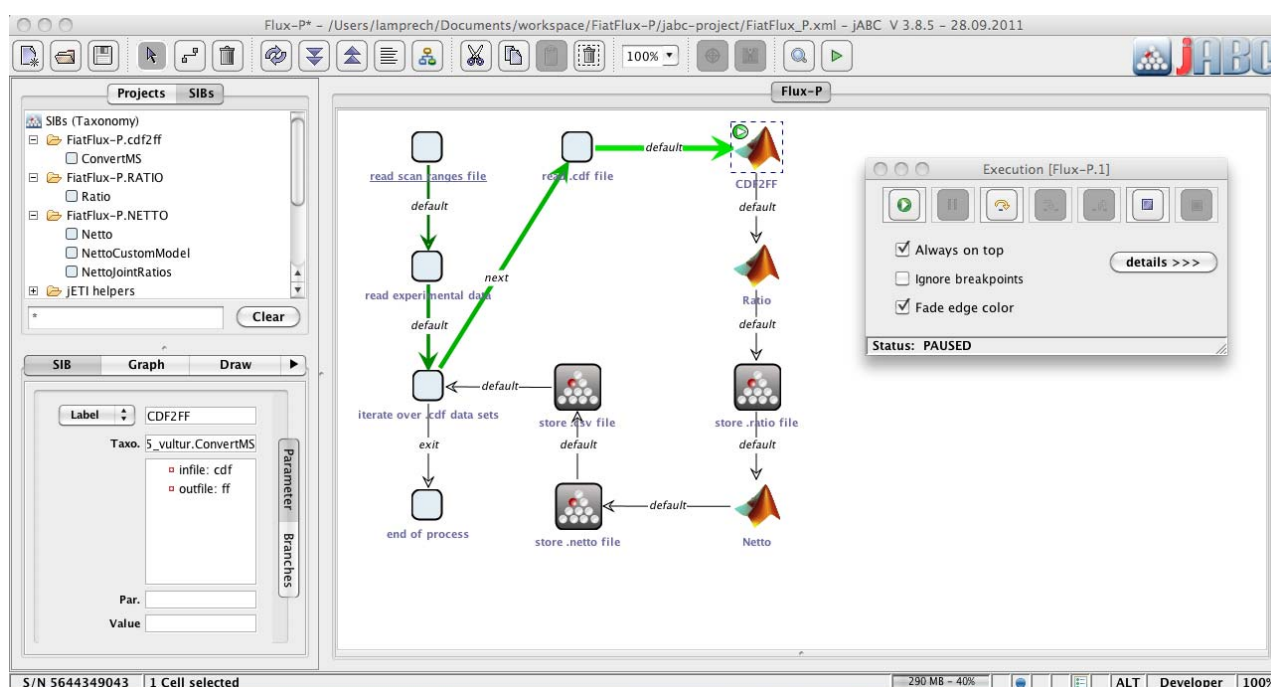 Flux-P* – /Users/lamprech/Documents/workspace/FiatFlux-P/jabc-project/FiatFlux_P.xml – jABC V 3.8.5 – 28.09.2011
100%
jABC
Projects SIBs
SIBs (Taxonomy)
FiatFlux-P.cdf2ff
ConvertMS
FiatFlux-P.RATIO
Ratio
FiatFlux-P.NETTO
Netto
NettoCustomModel
NettoJointRatios
jETI helpers
* Clear
SIB Graph Draw
Label CDF2FF
Taxo. 5_vultur.ConvertMS
infile: cdf
outfile: ff
Parameter
Branches
Par.
Value
Flux-P
read scan ranges file
default
read experimental data
default
iterate over .cdf data sets
exit
end of process
next
read .cdf file
default
CDF2FF
default
Ratio
default
store .ratio file
default
Netto
default
store .netto file
default
store .csv file
default
Execution [Flux-P.1]
Always on top
Ignore breakpoints
Fade edge color
details >>>
Status: PAUSED
S/N 5644349043 1 Cell selected 290 MB – 40% ALT Developer 100%